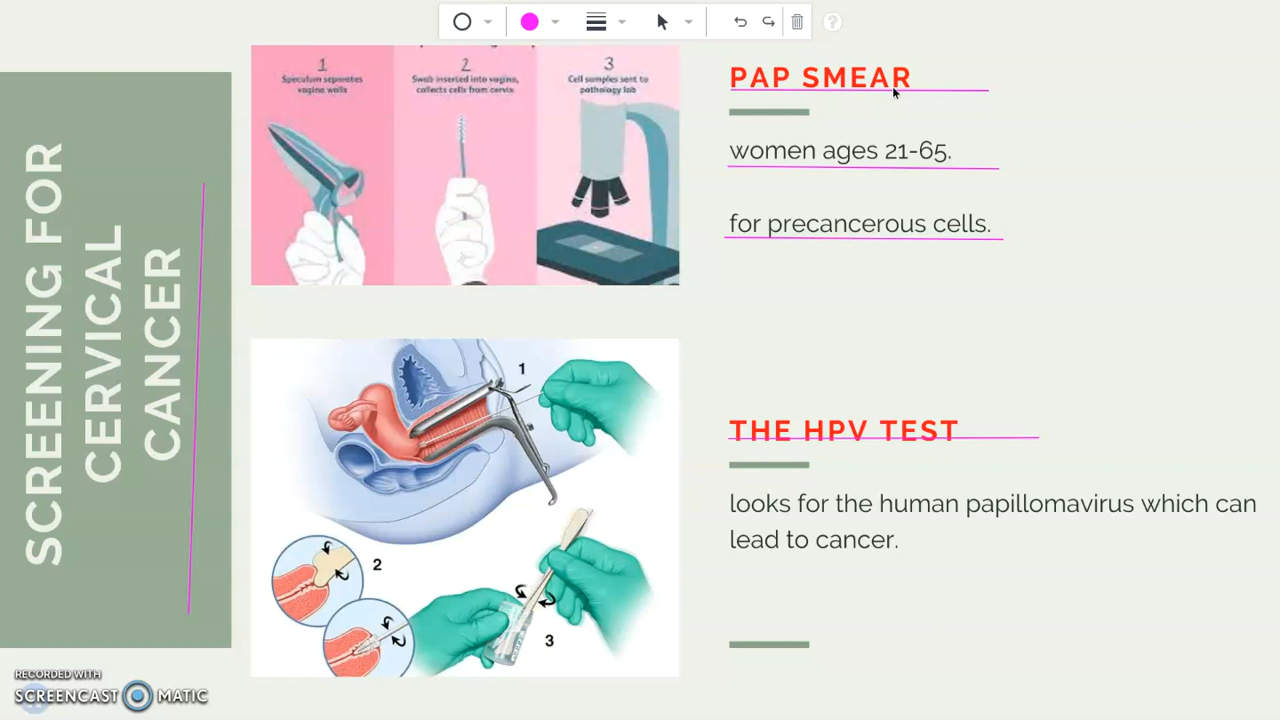 SCREENING FOR
CERVICAL
CANCER
1
Speculum separates
vagina walls
2
Swab inserted into vagina,
collects cells from cervix
3
Cell samples sent to
pathology lab
PAP SMEAR
women ages 21-65.
for precancerous cells.
1
2
3
THE HPV TEST
looks for the human papillomavirus which can
lead to cancer.
RECORDED WITH
SCREENCAST MATIC
?